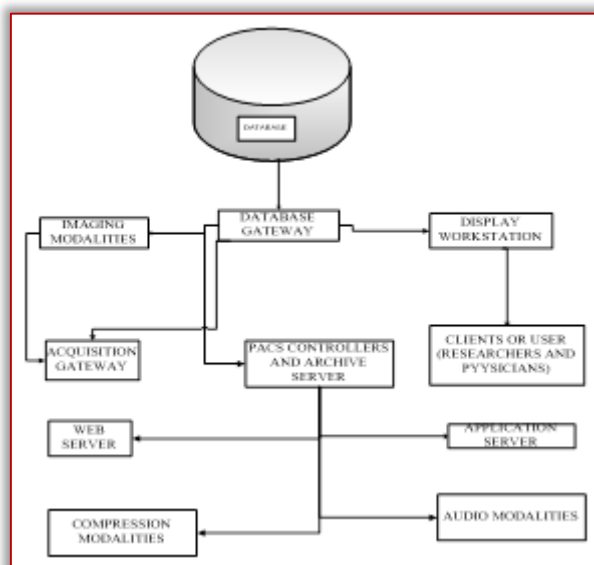 DATABASE
IMAGING
MODALITIES
DATABASE
GATEWAY
DISPLAY
WORKSTATION
ACQUISITION
GATEWAY
PACS CONTROLLERS
AND ARCHIVE
SERVER
CLIENTS OR USER
(RESEARCHERS AND
PYYSICIANS)
WEB
SERVER
APPLICATION
SERVER
COMPRESSION
MODALITIES
AUDIO MODALITIES